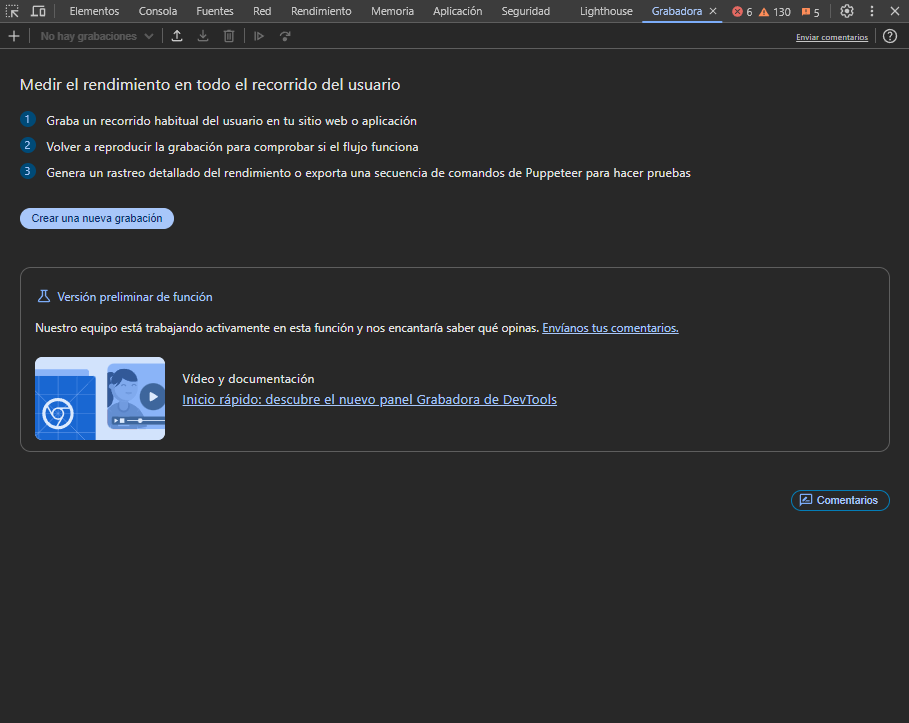 Elementos Consola Fuentes Red Rendimiento Memoria Aplicación Seguridad Lighthouse Grabadora 6 130 5
No hay grabaciones Enviar comentarios
Medir el rendimiento en todo el recorrido del usuario
1 Graba un recorrido habitual del usuario en tu sitio web o aplicación
2 Volver a reproducir la grabación para comprobar si el flujo funciona
3 Genera un rastreo detallado del rendimiento o exporta una secuencia de comandos de Puppeteer para hacer pruebas
Crear una nueva grabación
Versión preliminar de función
Nuestro equipo está trabajando activamente en esta función y nos encantaría saber qué opinas. Envíanos tus comentarios.
Vídeo y documentación
Inicio rápido: descubre el nuevo panel Grabadora de DevTools
Comentarios